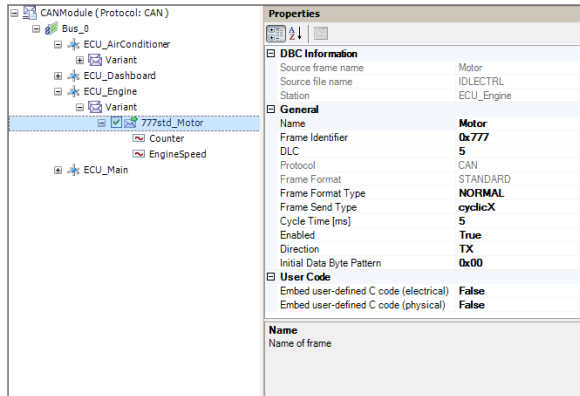 CANModule (Protocol: CAN)
Bus_0
ECU_AirConditioner
Variant
ECU_Dashboard
ECU_Engine
Variant
777std_Motor
Counter
EngineSpeed
ECU_Main
Properties
DBC Information
Source frame name Motor
Source file name IDLECTRL
Station ECU_Engine
General
Name Motor
Frame Identifier 0x777
DLC 5
Protocol CAN
Frame Format STANDARD
Frame Format Type NORMAL
Frame Send Type cyclicX
Cycle Time [ms] 5
Enabled True
Direction TX
Initial Data Byte Pattern 0x00
User Code
Embed user-defined C code (electrical) False
Embed user-defined C code (physical) False
Name
Name of frame